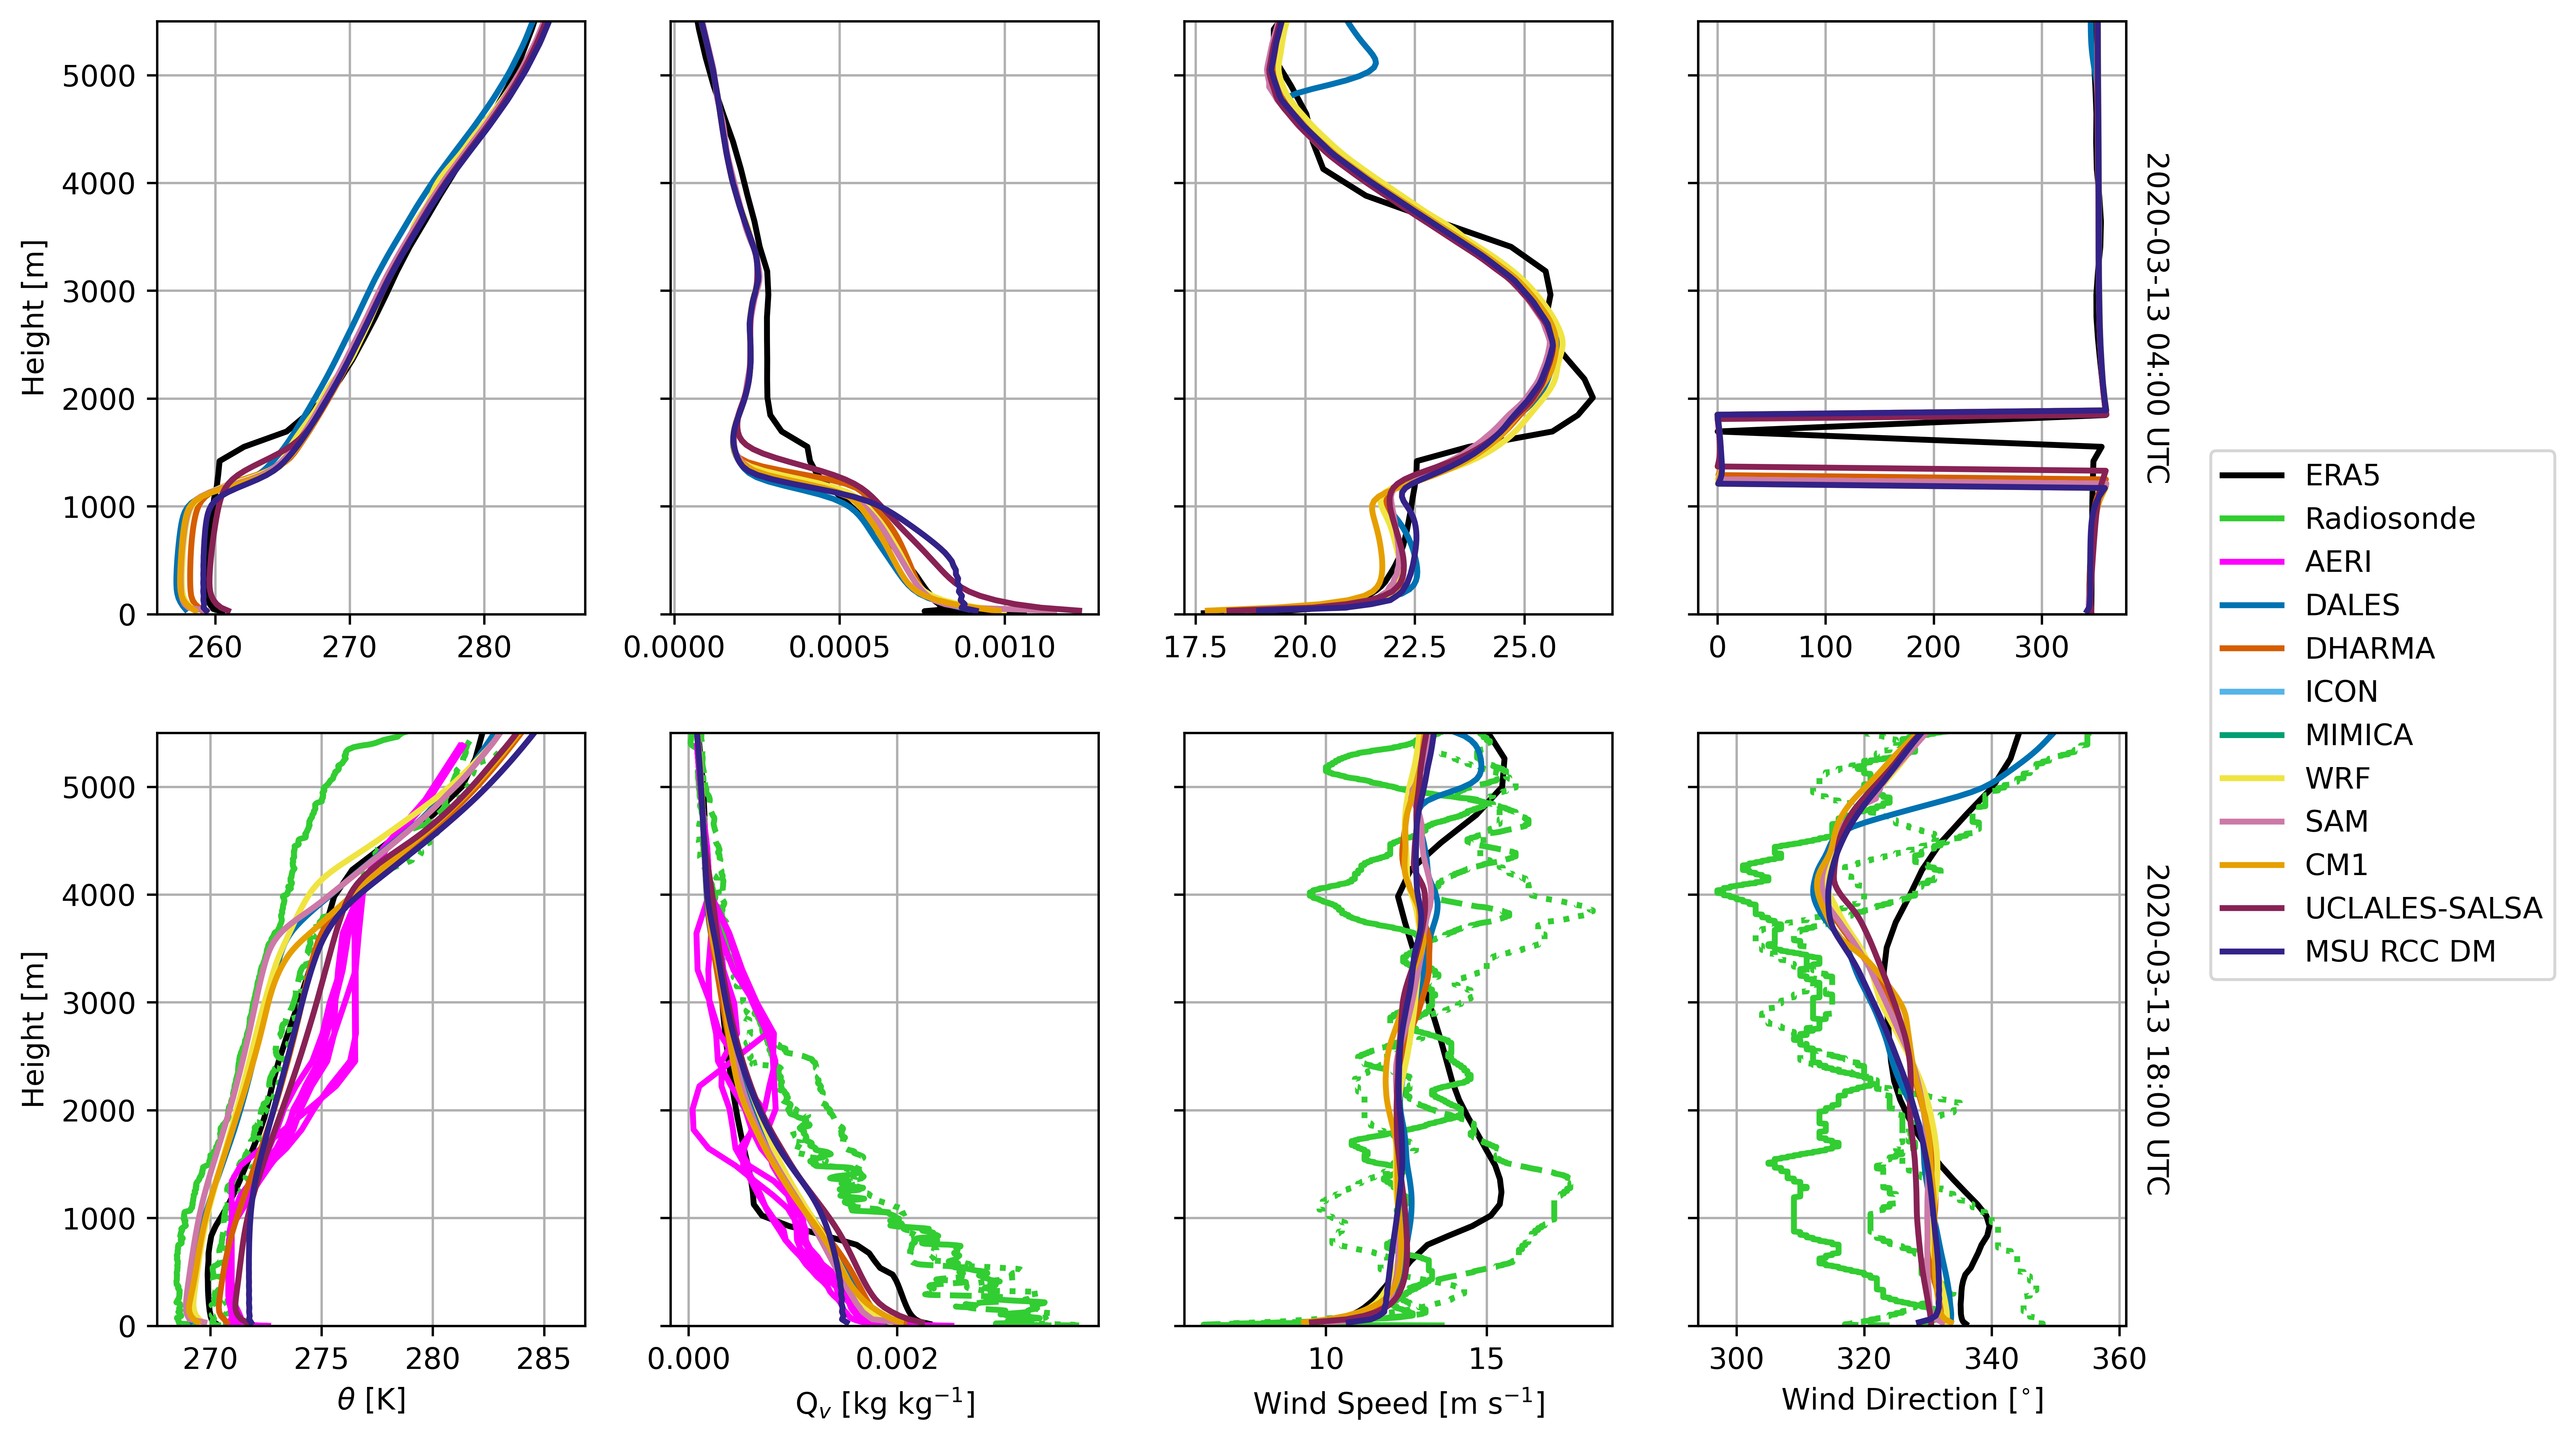 5000
4000
3000
2000
1000
0
Height [m]
260 270 280
0.0000 0.0005 0.0010
17.5 20.0 22.5 25.0
0 100 200 300
2020-03-13 04:00 UTC
5000
4000
3000
2000
1000
0
Height [m]
270 275 280 285
θ [K]
0.000 0.002
Qᵥ [kg kg⁻¹]
10 15
Wind Speed [m s⁻¹]
300 320 340 360
Wind Direction [°]
2020-03-13 18:00 UTC
ERA5
Radiosonde
AERI
DALES
DHARMA
ICON
MIMICA
WRF
SAM
CM1
UCLALES-SALSA
MSU RCC DM